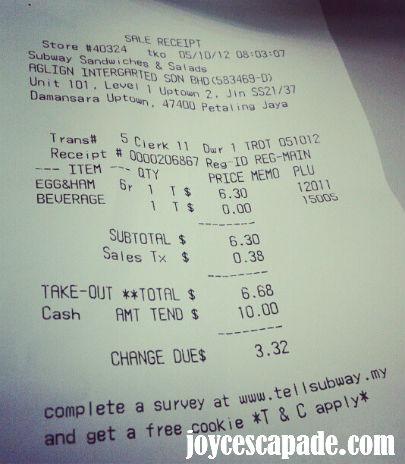 SALE RECEIPT
Store #40324 tko 05/10/12 08:03:07
Subway Sandwiches & Salads
AGLIGN INTERGARTED SDN BHD(583469-D)
Unit 101, Level 1 Uptown 2, Jln SS21/37
Damansara Uptown, 47400 Petaling Jaya
Trans# 5 Clerk 11 Dwr 1 TRDT 051012
Receipt # 0000206867 Reg-ID REG-MAIN
--- ITEM --- QTY PRICE MEMO PLU
EGG&HAM 6r 1 T $ 6.30 12011
BEVERAGE 1 T $ 0.00 15005
--------
SUBTOTAL $ 6.30
Sales Tx $ 0.38
--------
TAKE-OUT **TOTAL $ 6.68
Cash AMT TEND $ 10.00
--------
CHANGE DUE$ 3.32
complete a survey at www.tellsubway.my
and get a free cookie *T & C apply*
joycescapade.com